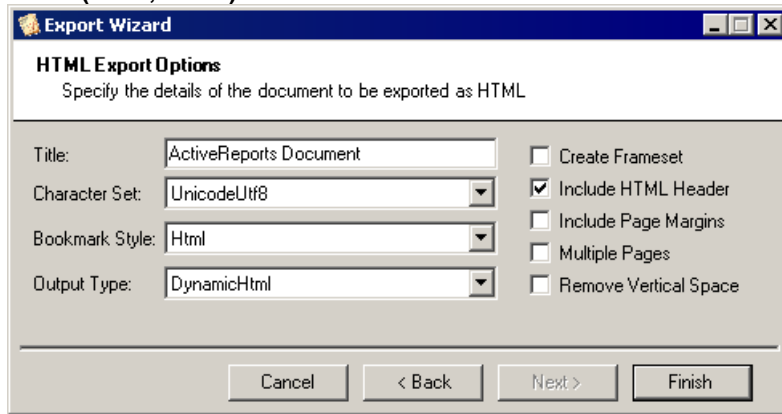 Export Wizard
HTML Export Options
Specify the details of the document to be exported as HTML
Title: ActiveReports Document
Character Set: UnicodeUtf8
Bookmark Style: Html
Output Type: DynamicHtml
Create Frameset
Include HTML Header
Include Page Margins
Multiple Pages
Remove Vertical Space
Cancel < Back Next > Finish